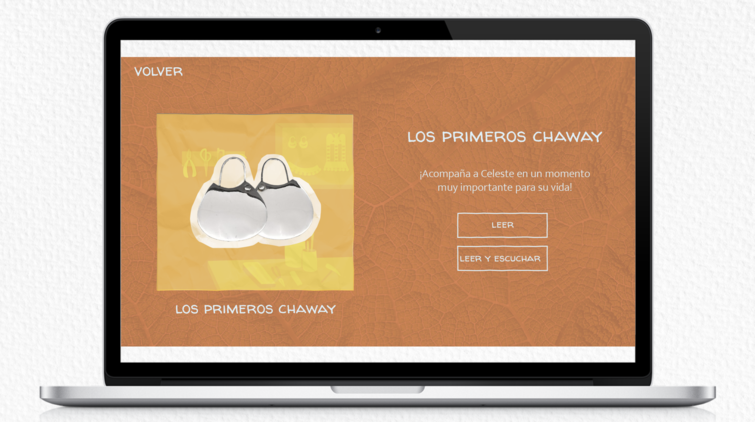 VOLVER
LOS PRIMEROS CHAWAY
LOS PRIMEROS CHAWAY
¡Acompaña a Celeste en un momento
muy importante para su vida!
LEER
LEER Y ESCUCHAR